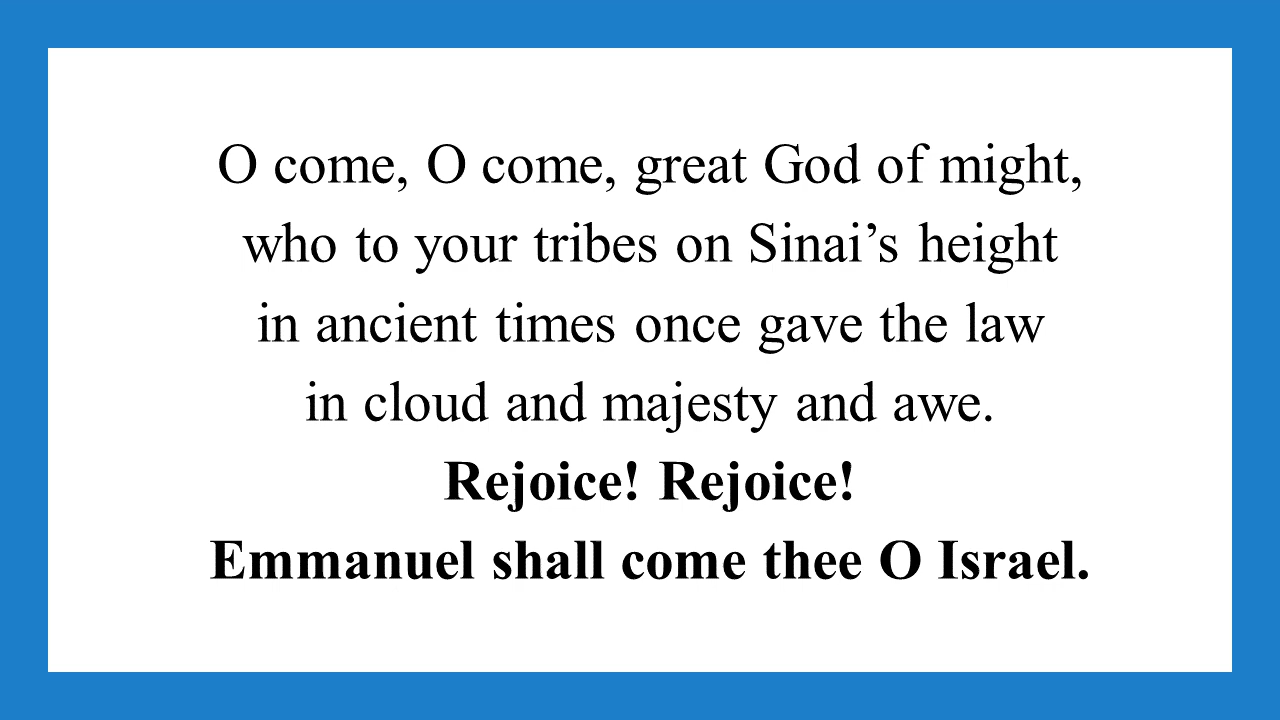 O come, O come, great God of might,
who to your tribes on Sinai’s height
in ancient times once gave the law
in cloud and majesty and awe.
Rejoice! Rejoice!
Emmanuel shall come thee O Israel.